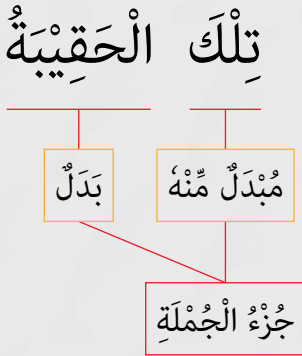 تِلْكَ الْحَقِيْبَةُ
مُبْدَلٌ مِّنْهٗ بَدَلٌ
جُزْءُ الْجُمْلَةِ